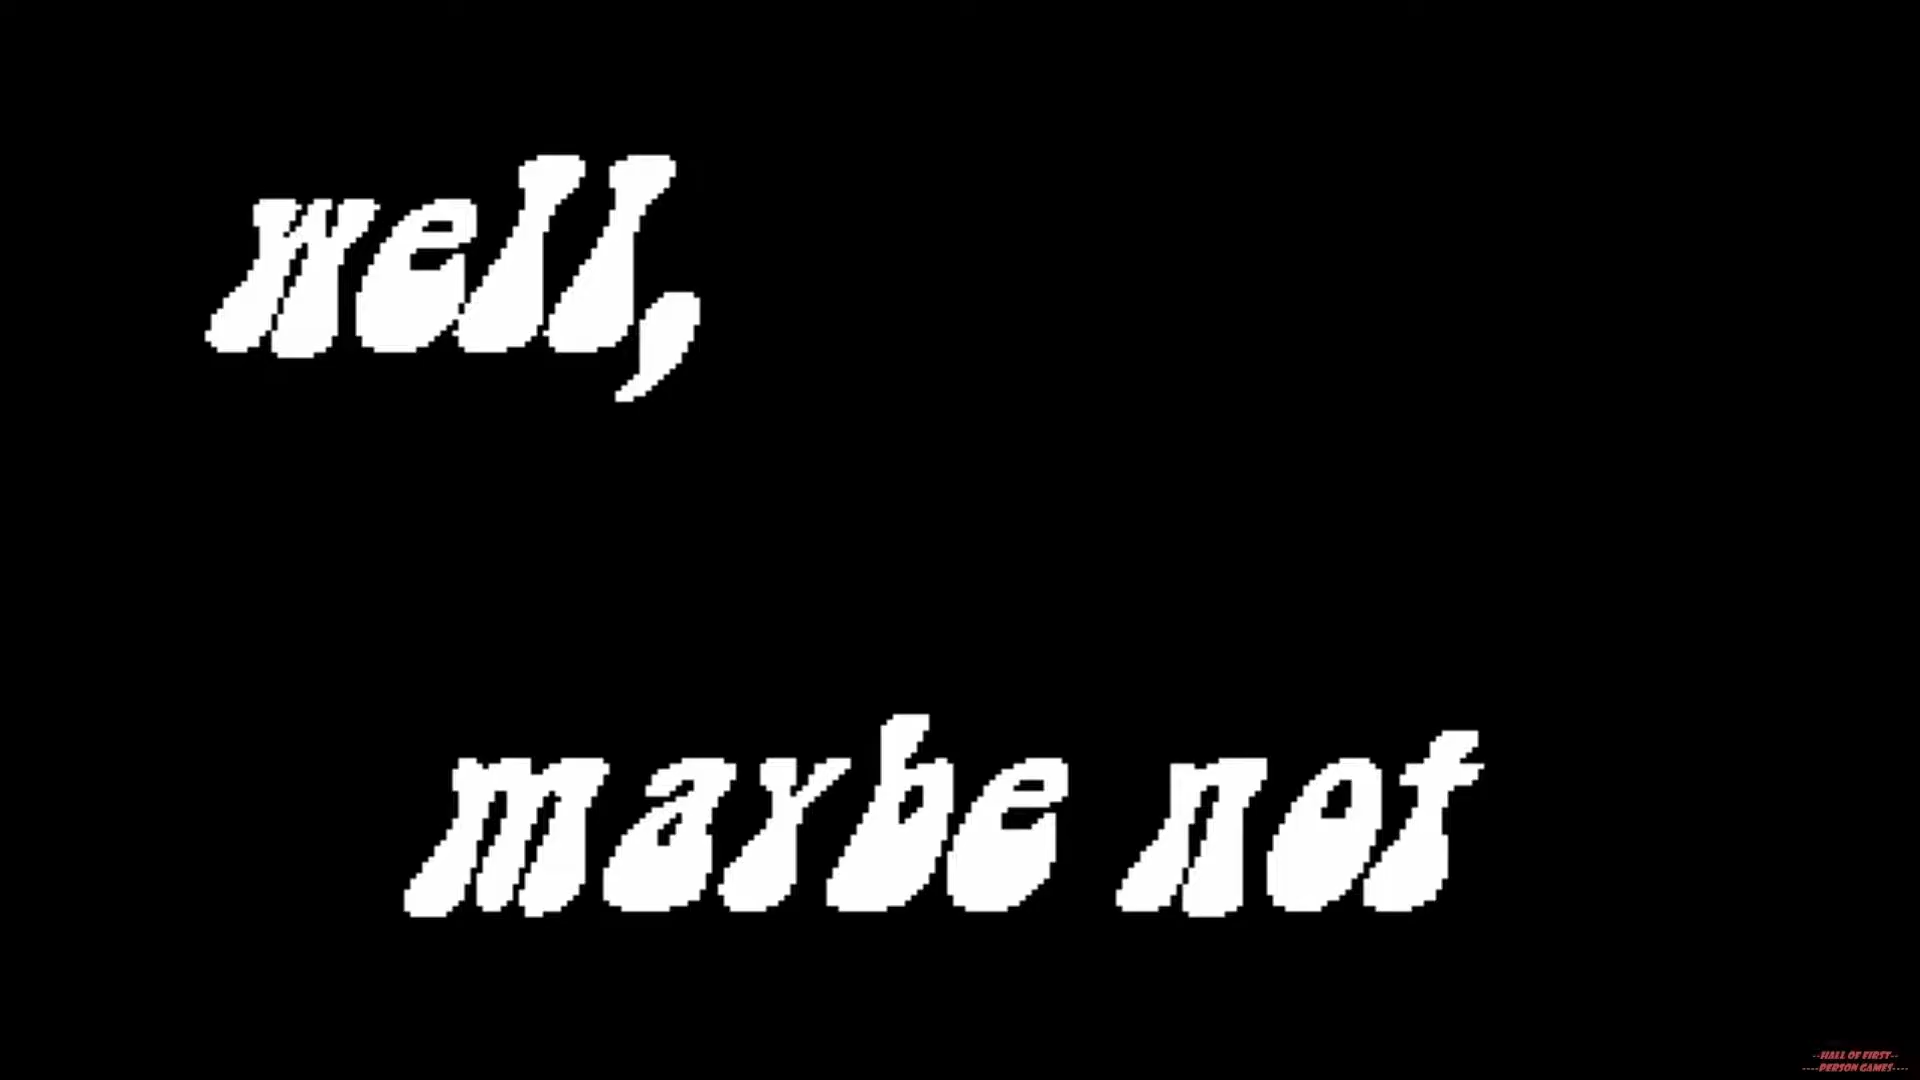 well,
maybe not
--HALL OF FIRST--
----PERSON GAMES----